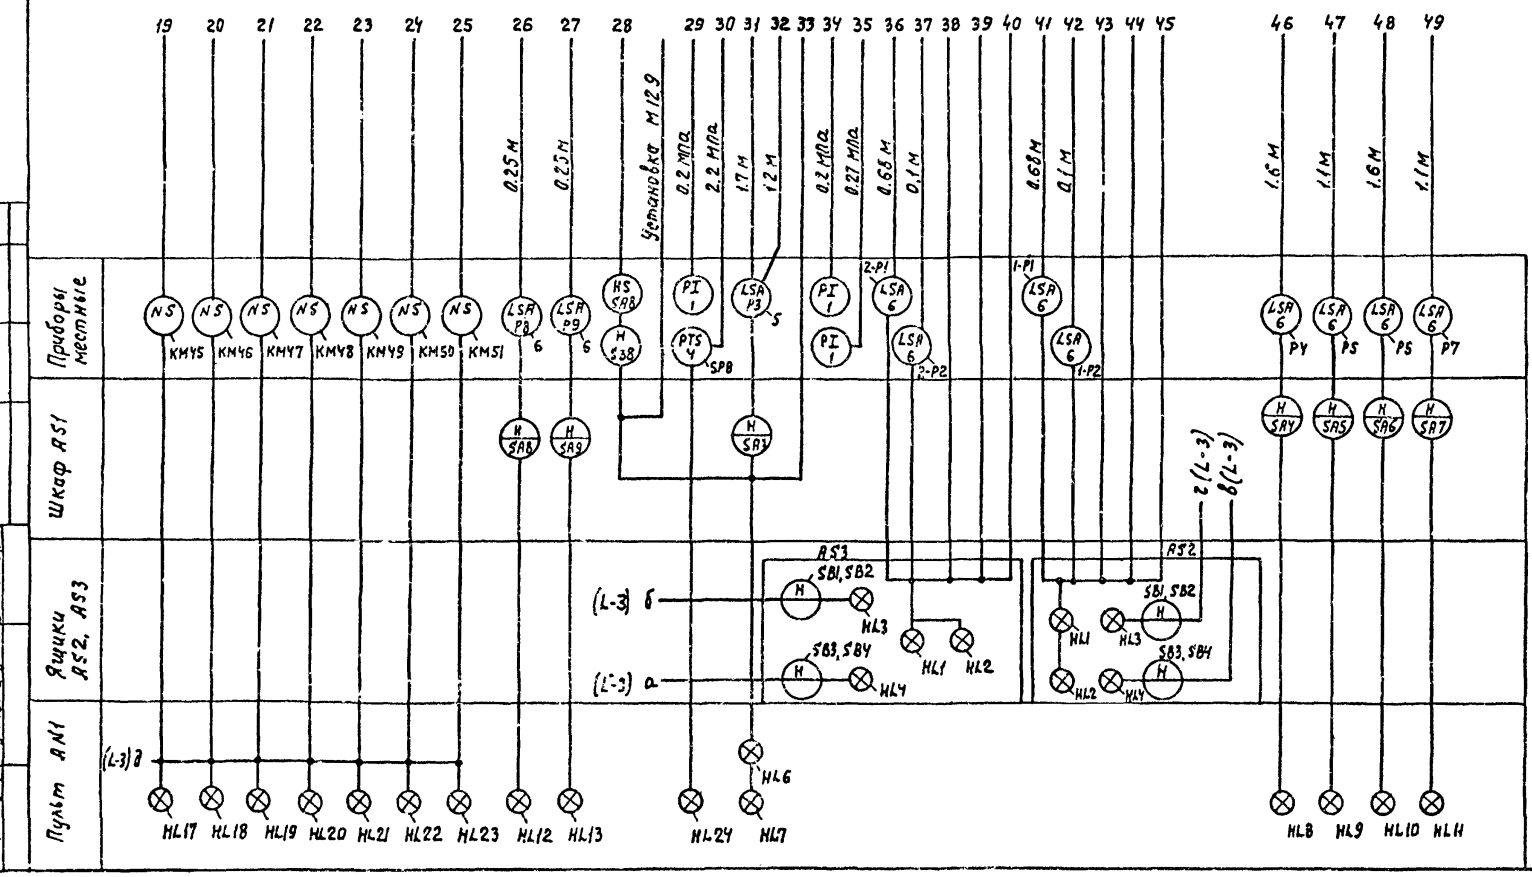 19 20 21 22 23 24 25 26 27 28 29 30 31 32 33 34 35 36 37 38 39 40 41 42 43 44 45 46 47 48 49
0.25 м
0.25 м
Установка М 12.9
0.2 мпа
2.2 мпа
1.7 м
1.2 м
0.2 мпа
0.27 мпа
0.68 м
0,1 м
0.68 м
0,1 м
1.6 м
1.1 м
1.6 м
1.1 м
Приборы
местные
NS
KM45
NS
KM46
NS
KM47
NS
KM48
NS
KM49
NS
KM50
NS
KM51
LSA
P8
6
LSA
P9
6
HS
SA8
H
S38
PI
1
PTS
4
SP8
LSA
P3
5
PI
1
PI
1
2-P1
LSA
6
LSA
6
2-P2
1-P1
LSA
6
LSA
6
1-P2
LSA
6
P4
LSA
6
P5
LSA
6
LSA
6
P7
Шкаф AS1
H
SA8
H
SA9
H
SA3
г (L-3)
в (L-3)
H
SA4
H
SA5
H
SA6
H
SA7
Ящики
AS2, AS3
AS3
(L-3) б
H
SB1, SB2
HL3
(L-3) а
H
SB3, SB4
HL4
HL1
HL2
AS2
HL1
HL3
SB1, SB2
H
HL2
HL4
SB3, SB4
H
Пульт AN1
(L-3) д
HL6
HL17 HL18 HL19 HL20 HL21 HL22 HL23 HL12 HL13 HL24 HL7 HL8 HL9 HL10 HL11